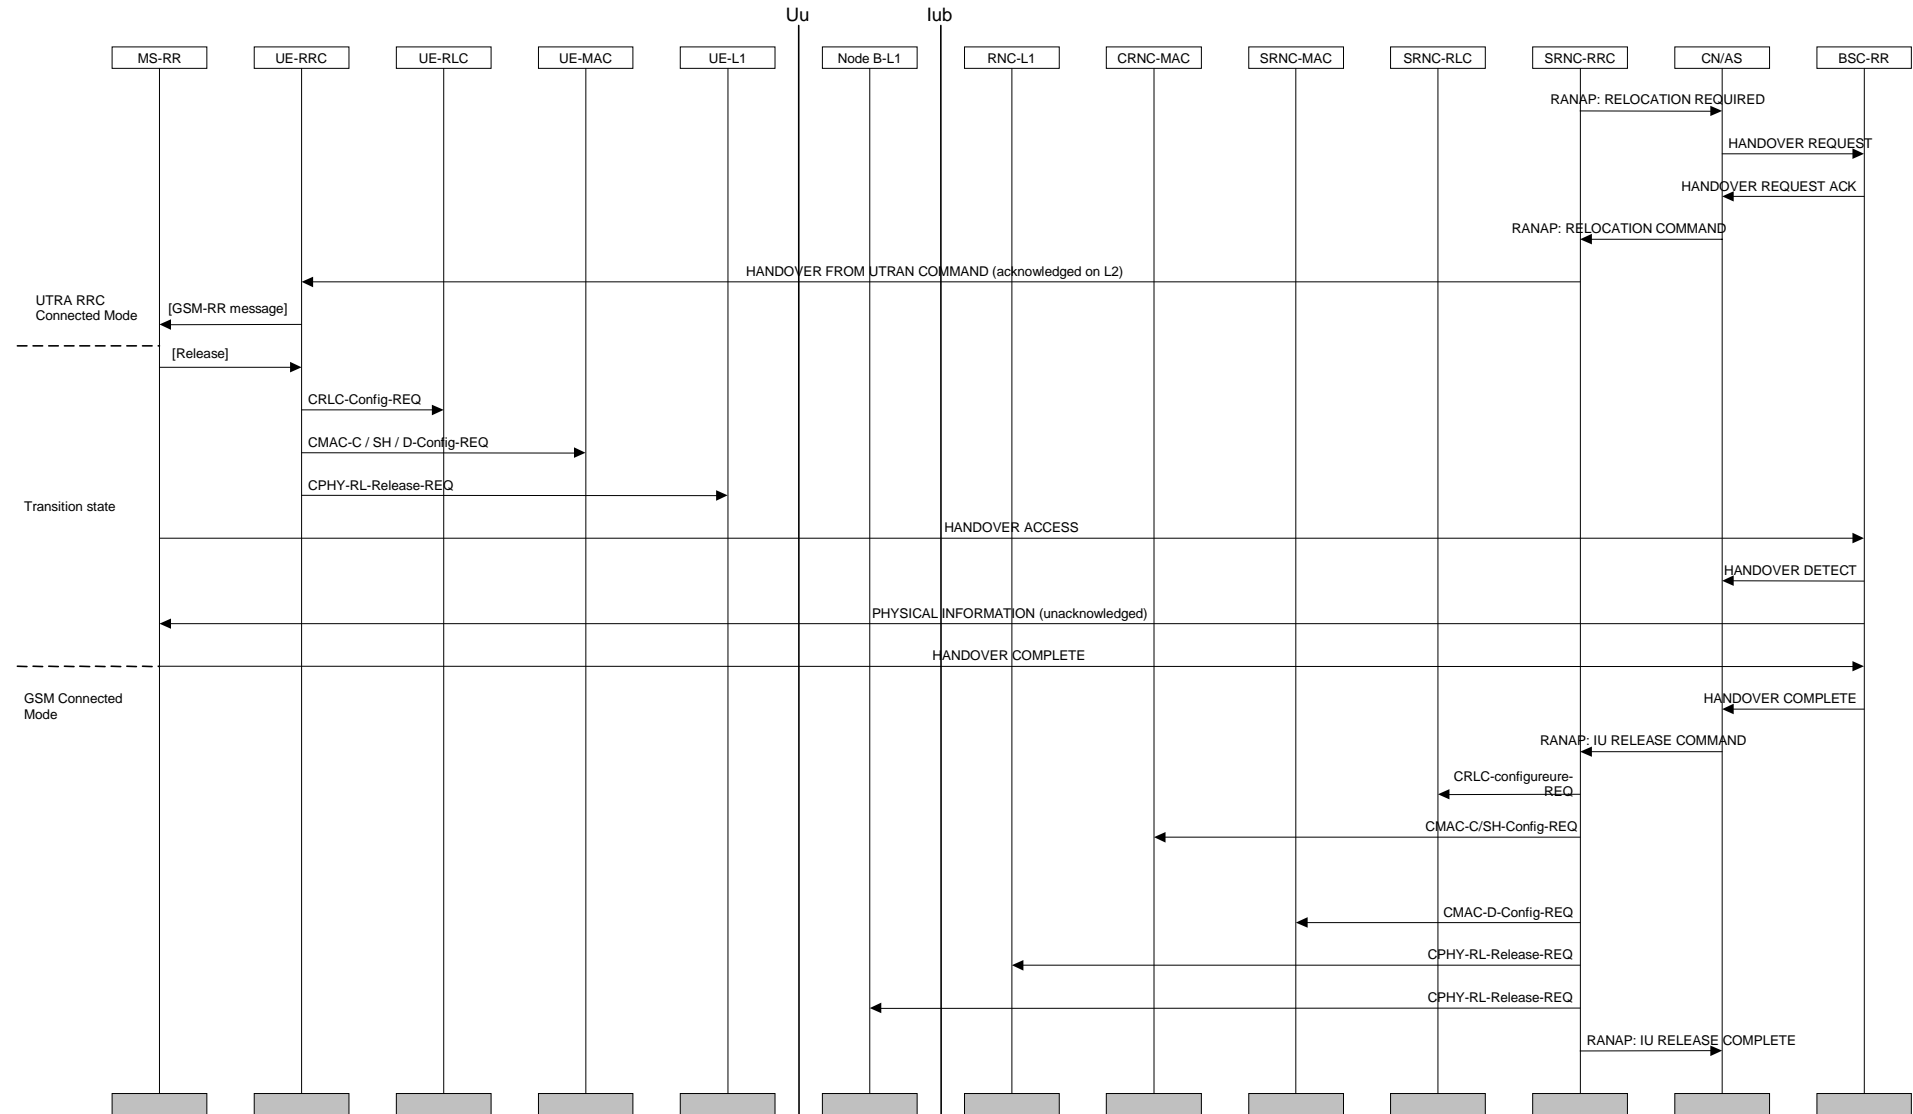 Uu
Iub
MS-RR
UE-RRC
UE-RLC
UE-MAC
UE-L1
Node B-L1
RNC-L1
CRNC-MAC
SRNC-MAC
SRNC-RLC
SRNC-RRC
CN/AS
BSC-RR
RANAP: RELOCATION REQUIRED
HANDOVER REQUEST
HANDOVER REQUEST ACK
RANAP: RELOCATION COMMAND
HANDOVER FROM UTRAN COMMAND (acknowledged on L2)
UTRA RRC
Connected Mode
[GSM-RR message]
[Release]
CRLC-Config-REQ
CMAC-C / SH / D-Config-REQ
CPHY-RL-Release-REQ
Transition state
HANDOVER ACCESS
HANDOVER DETECT
PHYSICAL INFORMATION (unacknowledged)
HANDOVER COMPLETE
GSM Connected
Mode
HANDOVER COMPLETE
RANAP: IU RELEASE COMMAND
CRLC-configureure-
REQ
CMAC-C/SH-Config-REQ
CMAC-D-Config-REQ
CPHY-RL-Release-REQ
CPHY-RL-Release-REQ
RANAP: IU RELEASE COMPLETE